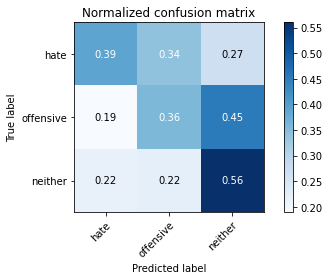 Normalized confusion matrix
True label
hate
offensive
neither
0.39 0.34 0.27
0.19 0.36 0.45
0.22 0.22 0.56
hate
offensive
neither
Predicted label
0.55
0.50
0.45
0.40
0.35
0.30
0.25
0.20